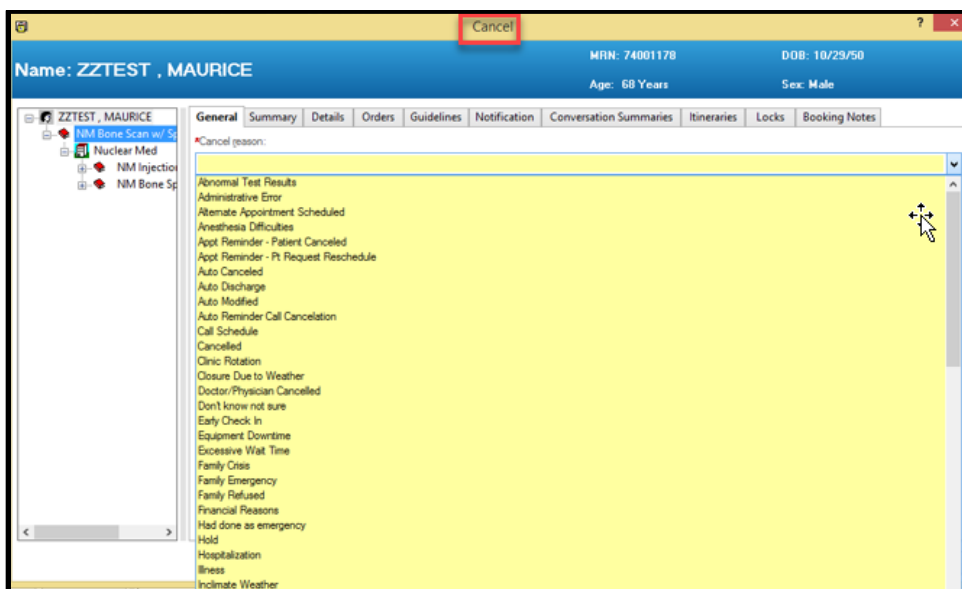 Cancel
?
×
Name: ZZTEST , MAURICE
MRN: 74001178
DOB: 10/29/50
Age: 68 Years
Sex: Male
ZZTEST , MAURICE
NM Bone Scan w/ Sp
Nuclear Med
NM Injection
NM Bone Sp
General Summary Details Orders Guidelines Notification Conversation Summaries Itineraries Locks Booking Notes
*Cancel reason:
Abnormal Test Results
Administrative Error
Alternate Appointment Scheduled
Anesthesia Difficulties
Appt Reminder - Patient Canceled
Appt Reminder - Pt Request Reschedule
Auto Canceled
Auto Discharge
Auto Modified
Auto Reminder Call Cancelation
Call Schedule
Cancelled
Clinic Rotation
Closure Due to Weather
Doctor/Physician Cancelled
Don't know not sure
Early Check In
Equipment Downtime
Excessive Wait Time
Family Crisis
Family Emergency
Family Refused
Financial Reasons
Had done as emergency
Hold
Hospitalization
Illness
Inclimate Weather